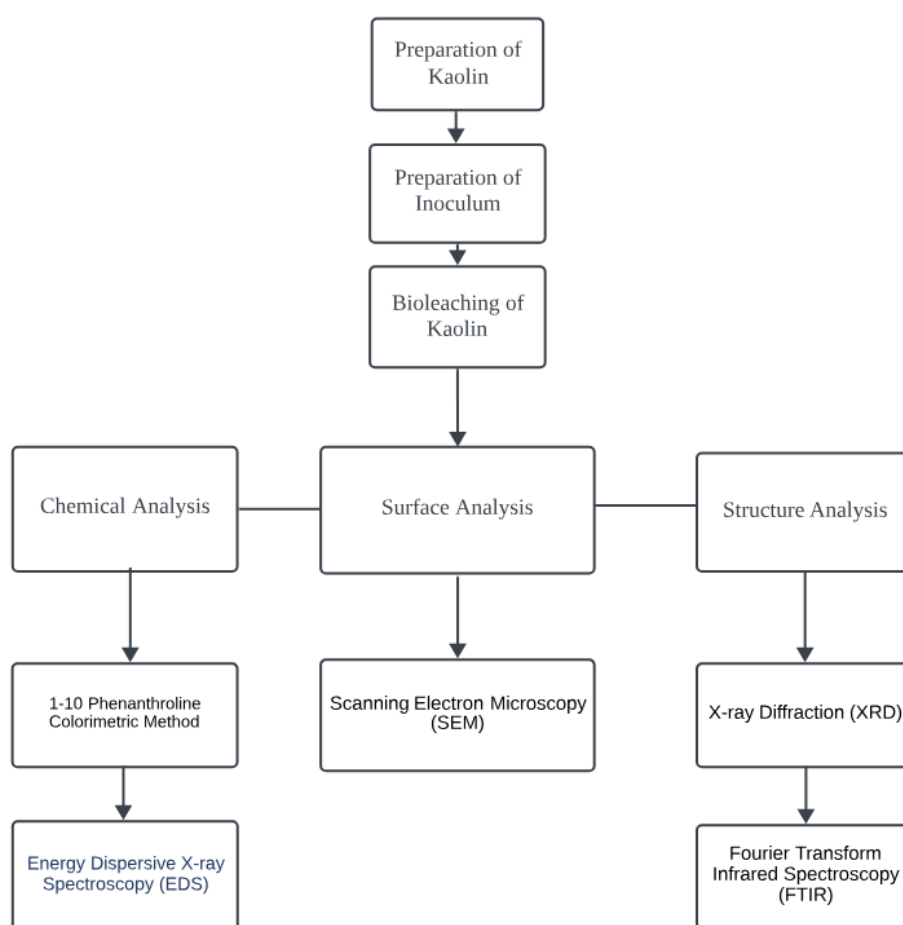 Preparation of
Kaolin
Preparation of
Inoculum
Bioleaching of
Kaolin
Chemical Analysis
Surface Analysis
Structure Analysis
1-10 Phenanthroline
Colorimetric Method
Scanning Electron Microscopy
(SEM)
X-ray Diffraction (XRD)
Energy Dispersive X-ray
Spectroscopy (EDS)
Fourier Transform
Infrared Spectroscopy
(FTIR)